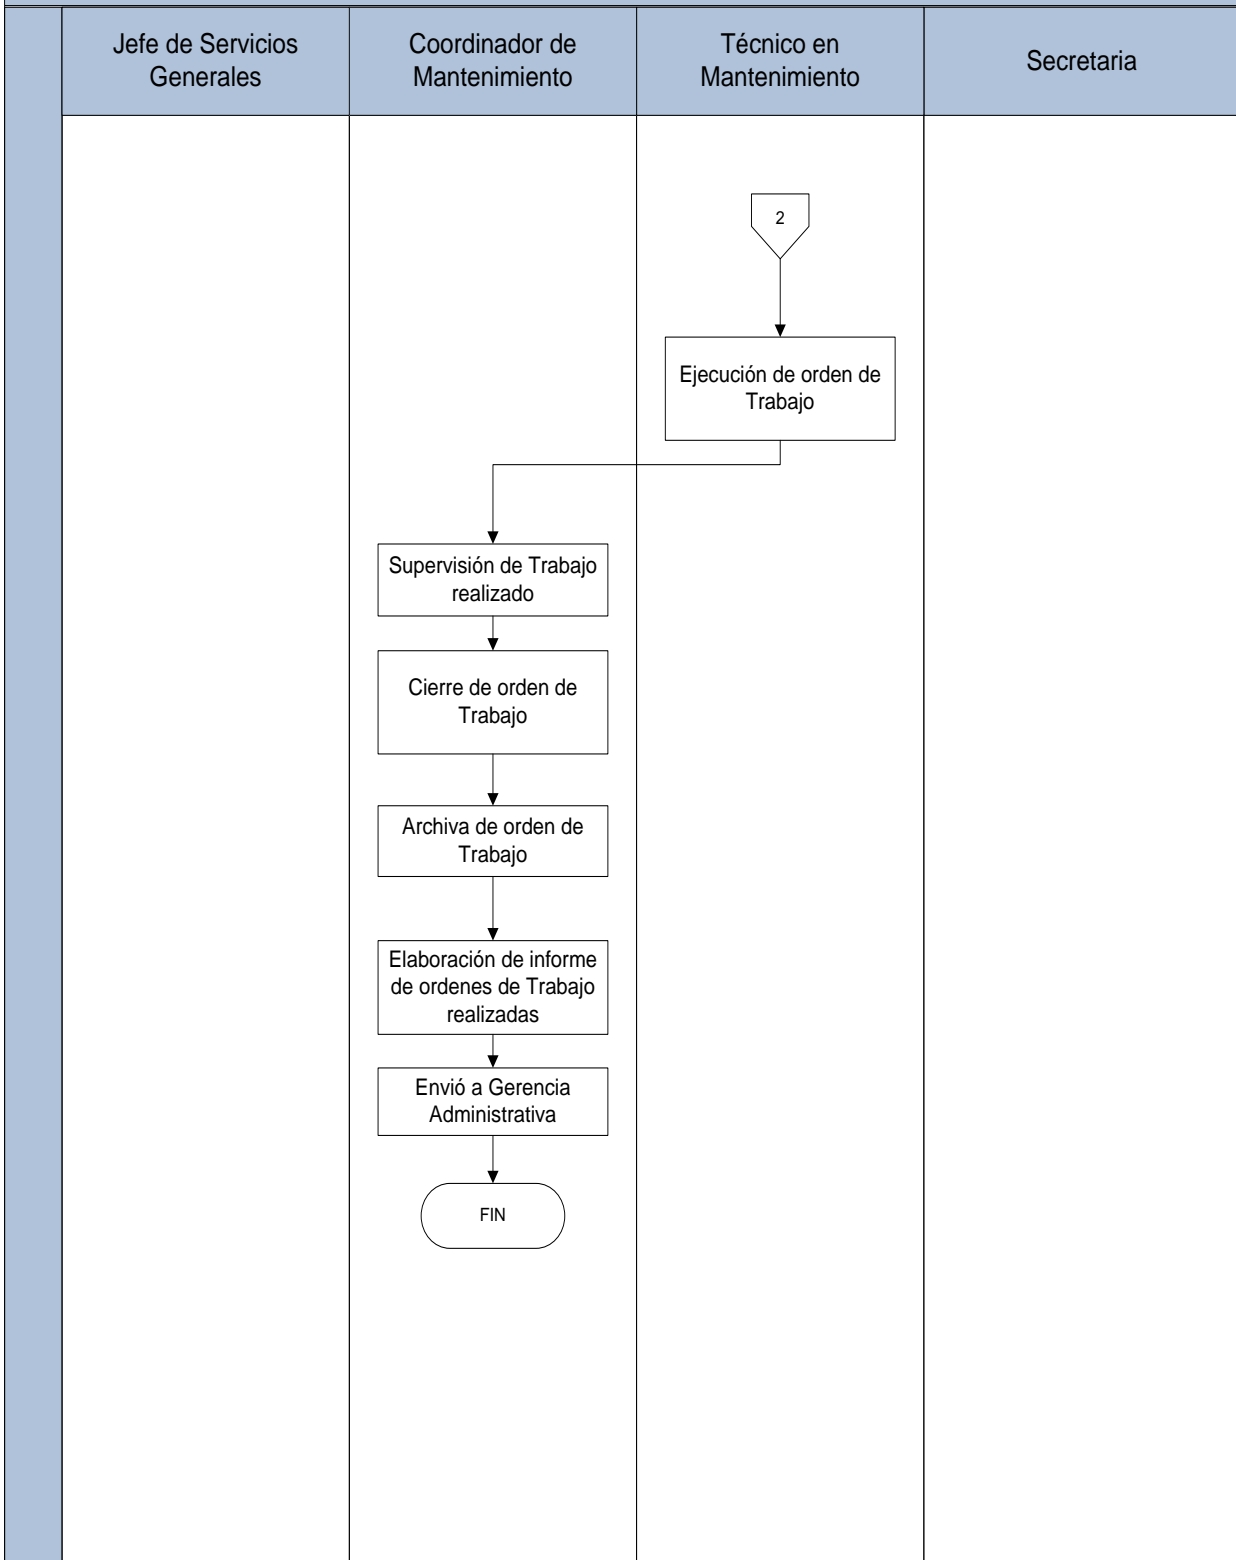 Jefe de Servicios
Generales
Coordinador de
Mantenimiento
Técnico en
Mantenimiento
Secretaria
2
Ejecución de orden de
Trabajo
Supervisión de Trabajo
realizado
Cierre de orden de
Trabajo
Archiva de orden de
Trabajo
Elaboración de informe
de ordenes de Trabajo
realizadas
Envió a Gerencia
Administrativa
FIN